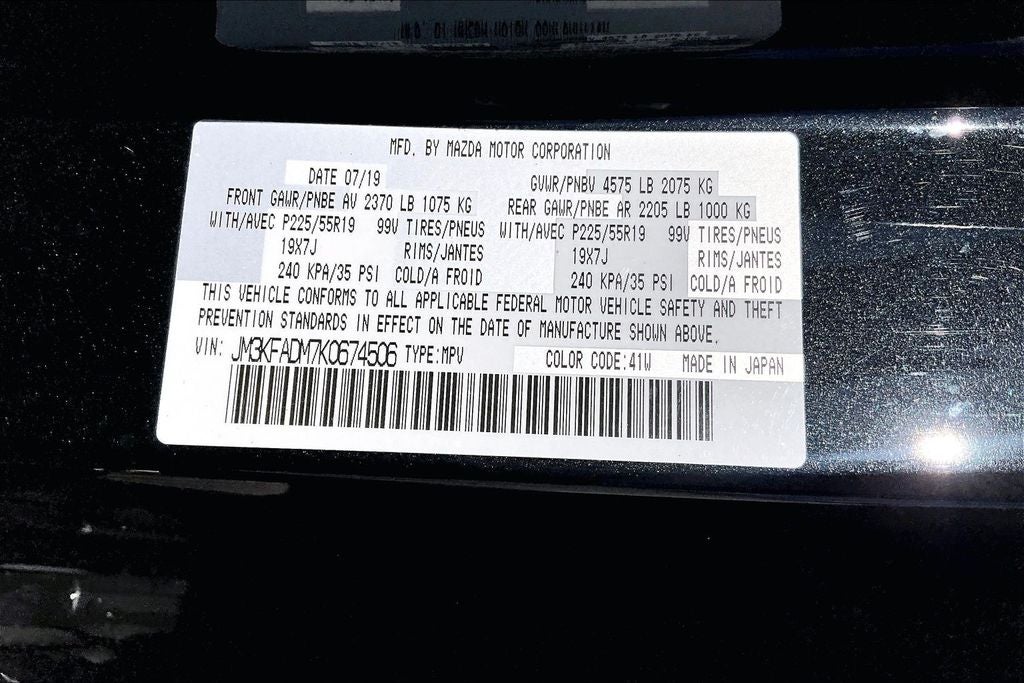 MFD. BY MAZDA MOTOR CORPORATION
DATE 07/19 GVWR/PNBV 4575 LB 2075 KG
FRONT GAWR/PNBE AV 2370 LB 1075 KG REAR GAWR/PNBE AR 2205 LB 1000 KG
WITH/AVEC P225/55R19 99V TIRES/PNEUS WITH/AVEC P225/55R19 99V TIRES/PNEUS
19X7J RIMS/JANTES 19X7J RIMS/JANTES
240 KPA/35 PSI COLD/A FROID 240 KPA/35 PSI COLD/A FROID
THIS VEHICLE CONFORMS TO ALL APPLICABLE FEDERAL MOTOR VEHICLE SAFETY AND THEFT
PREVENTION STANDARDS IN EFFECT ON THE DATE OF MANUFACTURE SHOWN ABOVE.
VIN: JM3KFADM7K0674506 TYPE:MPV COLOR CODE:41W MADE IN JAPAN